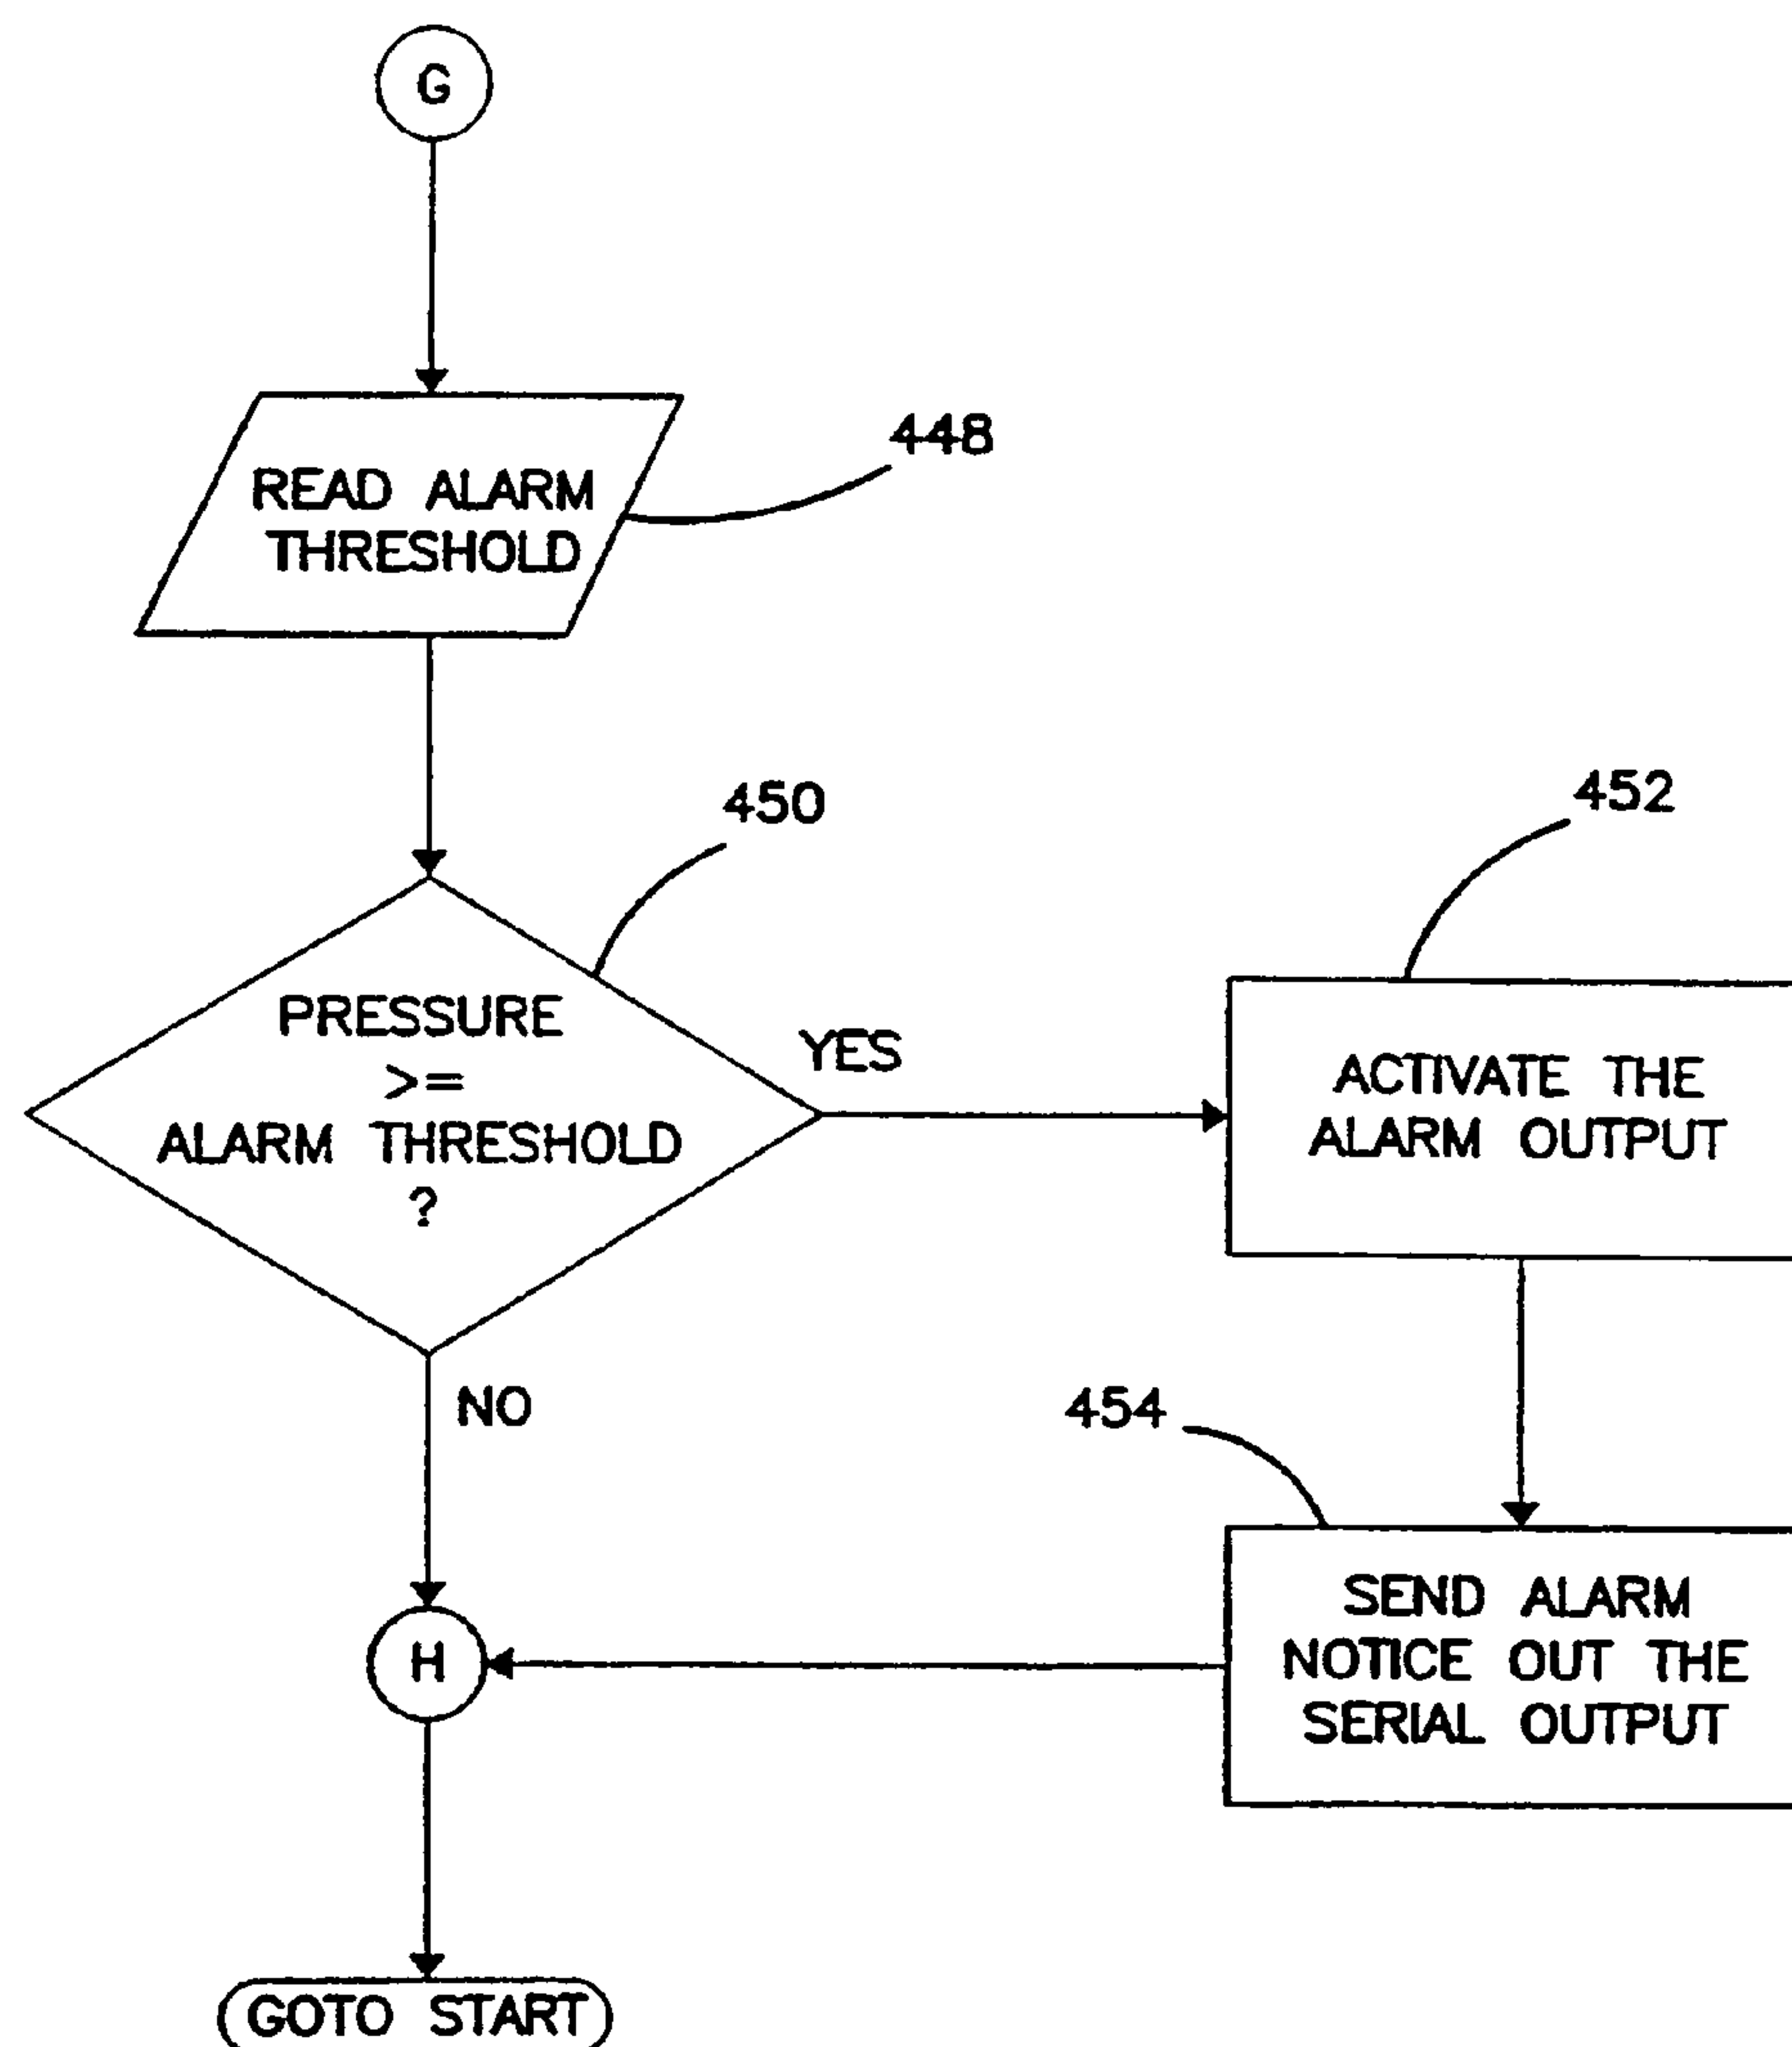 G
448
READ ALARM
THRESHOLD
450
452
PRESSURE
>=
ALARM THRESHOLD
?
YES
ACTIVATE THE
ALARM OUTPUT
NO
454
SEND ALARM
NOTICE OUT THE
SERIAL OUTPUT
H
GOTO START